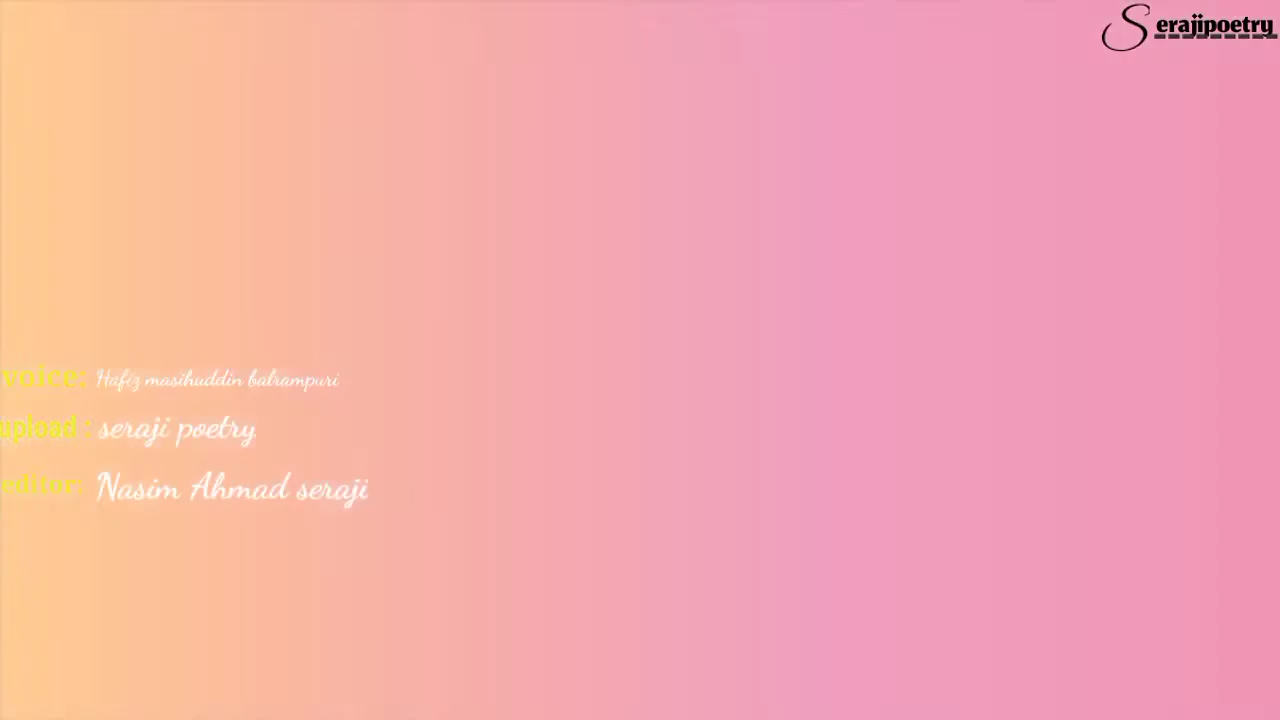 Serajipoetry
voice: Hafiz masihuddin balrampuri
upload : seraji poetry
editor: Nasim Ahmad seraji